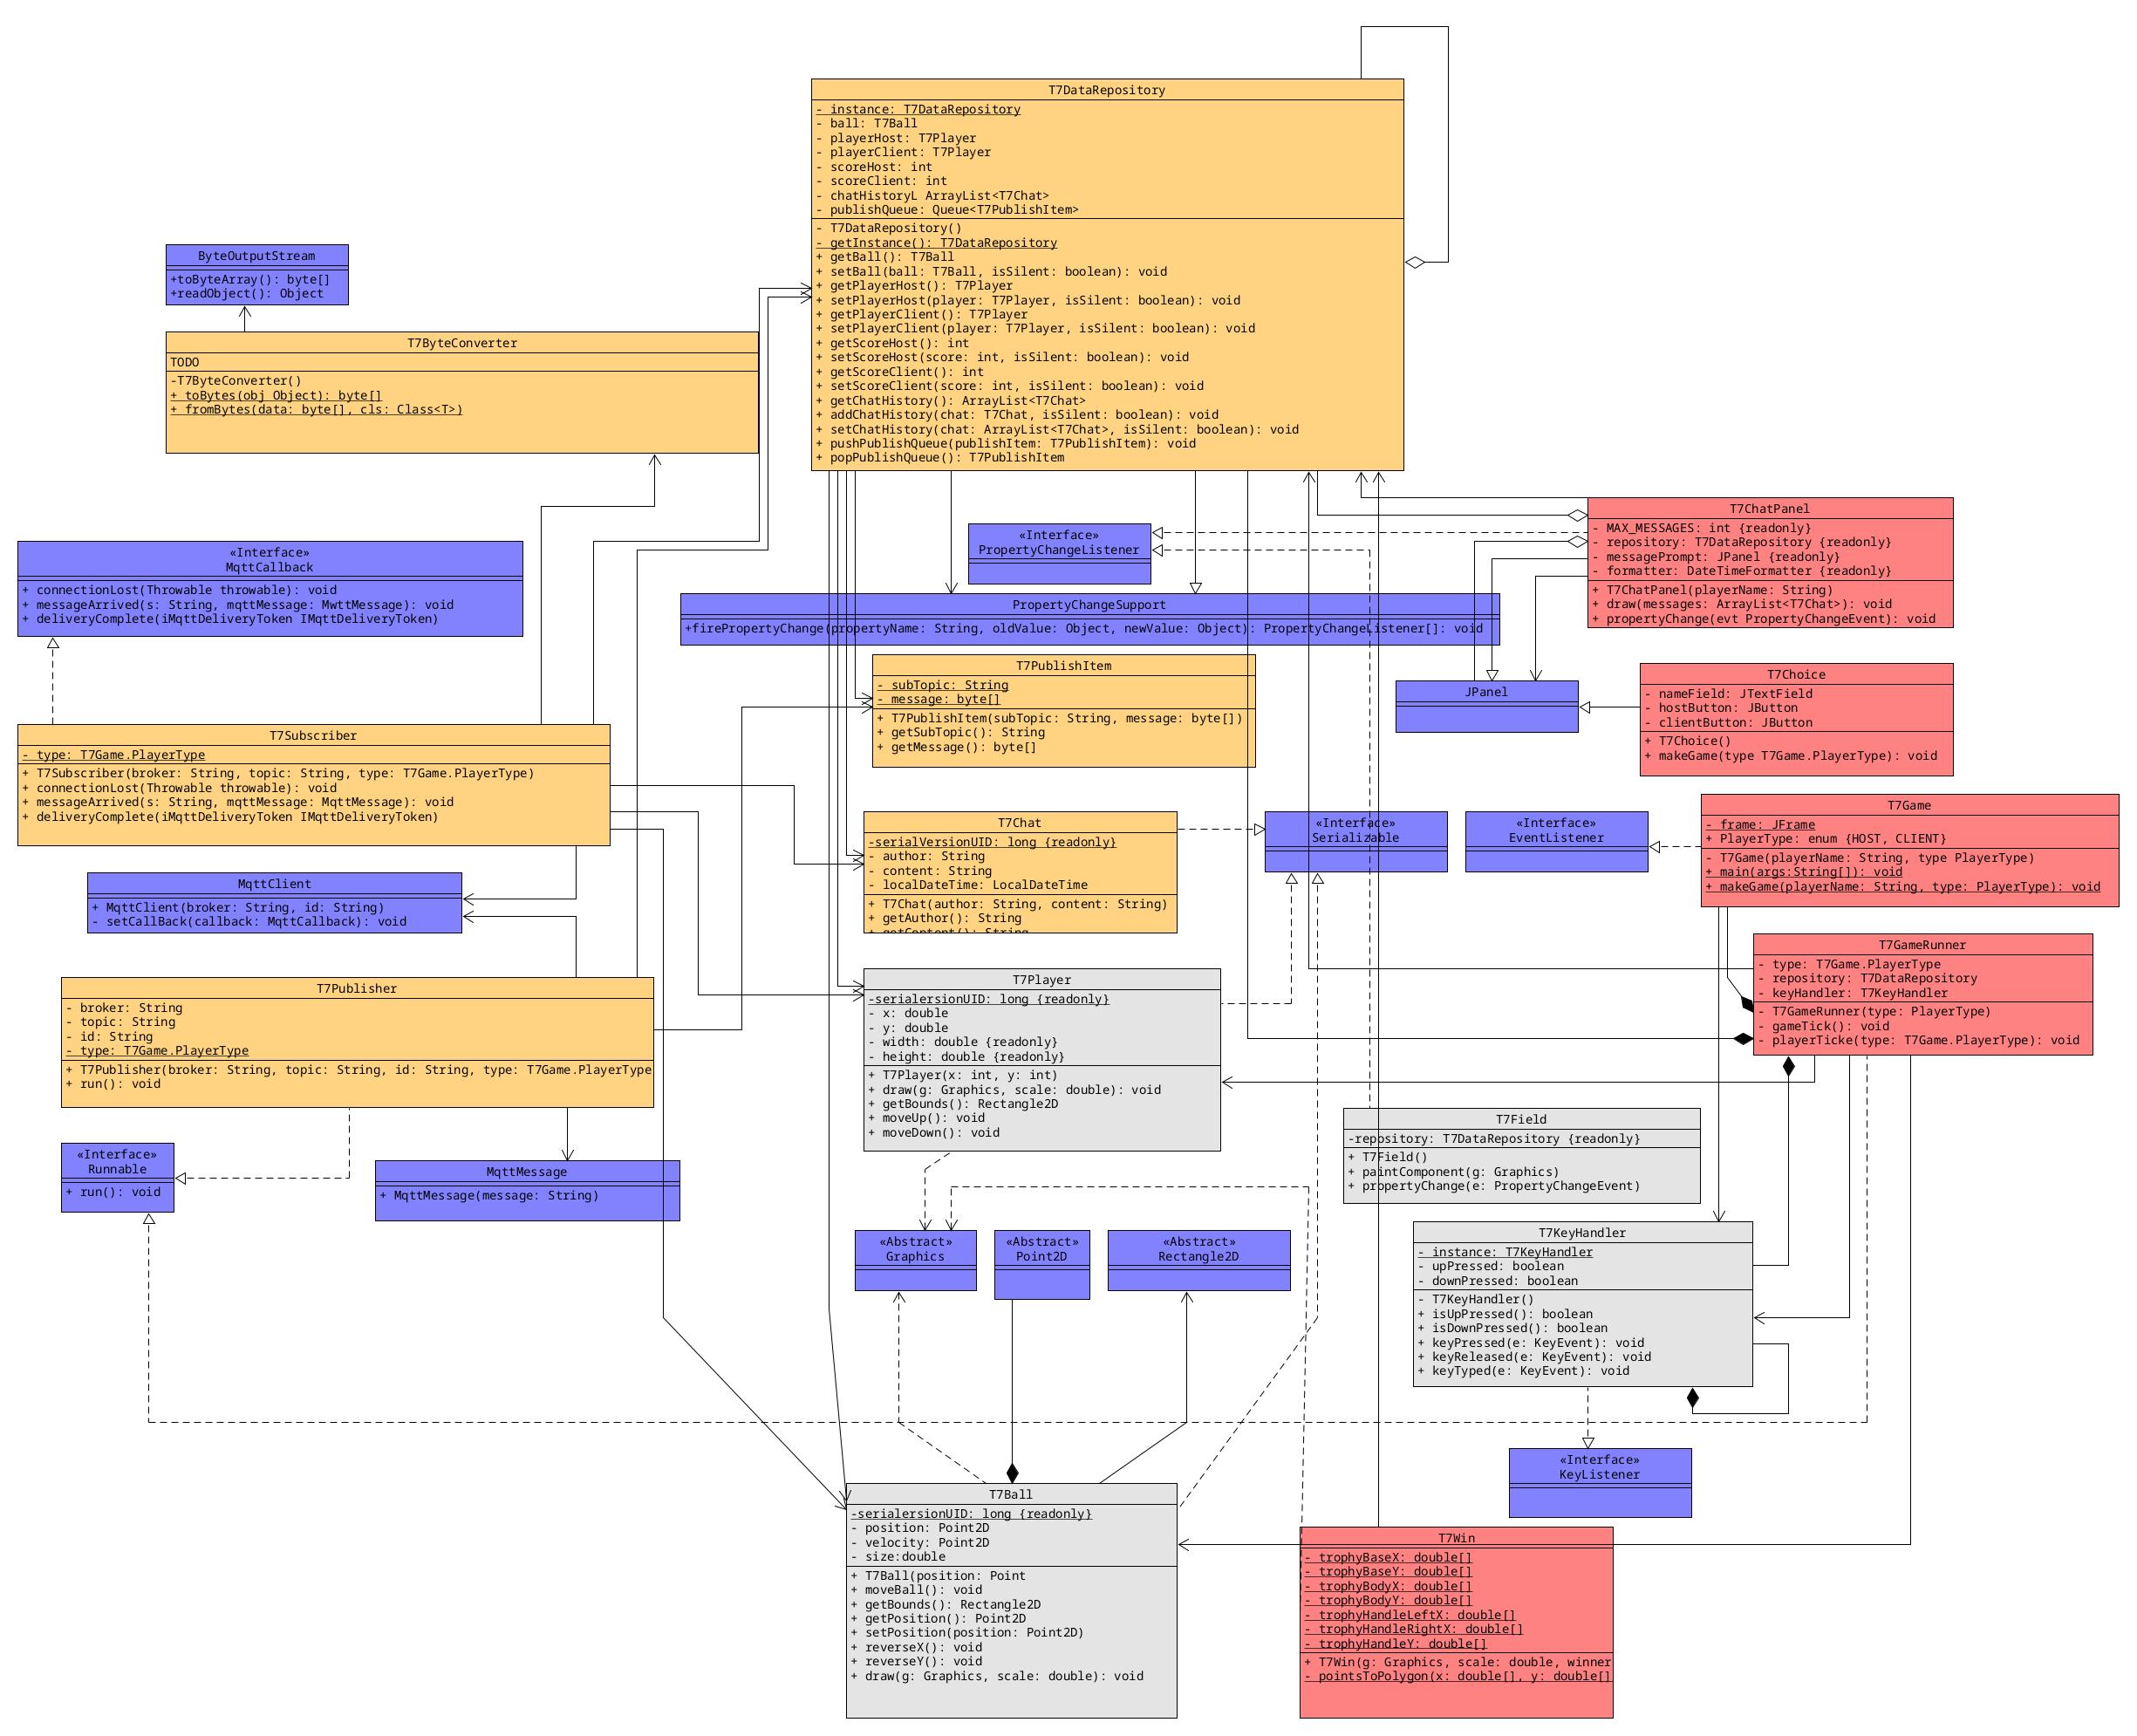 T7DataRepository
- instance: T7DataRepository
- ball: T7Ball
- playerHost: T7Player
- playerClient: T7Player
- scoreHost: int
- scoreClient: int
- chatHistoryL ArrayList<T7Chat>
- publishQueue: Queue<T7PublishItem>
- T7DataRepository()
- getInstance(): T7DataRepository
+ getBall(): T7Ball
+ setBall(ball: T7Ball, isSilent: boolean): void
+ getPlayerHost(): T7Player
+ setPlayerHost(player: T7Player, isSilent: boolean): void
+ getPlayerClient(): T7Player
+ setPlayerClient(player: T7Player, isSilent: boolean): void
+ getScoreHost(): int
+ setScoreHost(score: int, isSilent: boolean): void
+ getScoreClient(): int
+ setScoreClient(score: int, isSilent: boolean): void
+ getChatHistory(): ArrayList<T7Chat>
+ addChatHistory(chat: T7Chat, isSilent: boolean): void
+ setChatHistory(chat: ArrayList<T7Chat>, isSilent: boolean): void
+ pushPublishQueue(publishItem: T7PublishItem): void
+ popPublishQueue(): T7PublishItem
ByteOutputStream
+toByteArray(): byte[]
+readObject(): Object
T7ByteConverter
TODO
-T7ByteConverter()
+ toBytes(obj Object): byte[]
+ fromBytes(data: byte[], cls: Class<T>)
«Interface»
MqttCallback
+ connectionLost(Throwable throwable): void
+ messageArrived(s: String, mqttMessage: MwttMessage): void
+ deliveryComplete(iMqttDeliveryToken IMqttDeliveryToken)
«Interface»
PropertyChangeListener
T7ChatPanel
- MAX_MESSAGES: int {readonly}
- repository: T7DataRepository {readonly}
- messagePrompt: JPanel {readonly}
- formatter: DateTimeFormatter {readonly}
+ T7ChatPanel(playerName: String)
+ draw(messages: ArrayList<T7Chat>): void
+ propertyChange(evt PropertyChangeEvent): void
PropertyChangeSupport
+firePropertyChange(propertyName: String, oldValue: Object, newValue: Object): PropertyChangeListener[]: void
T7PublishItem
- subTopic: String
- message: byte[]
+ T7PublishItem(subTopic: String, message: byte[])
+ getSubTopic(): String
+ getMessage(): byte[]
JPanel
T7Choice
- nameField: JTextField
- hostButton: JButton
- clientButton: JButton
+ T7Choice()
+ makeGame(type T7Game.PlayerType): void
T7Subscriber
- type: T7Game.PlayerType
+ T7Subscriber(broker: String, topic: String, type: T7Game.PlayerType)
+ connectionLost(Throwable throwable): void
+ messageArrived(s: String, mqttMessage: MqttMessage): void
+ deliveryComplete(iMqttDeliveryToken IMqttDeliveryToken)
T7Chat
-serialVersionUID: long {readonly}
- author: String
- content: String
- localDateTime: LocalDateTime
+ T7Chat(author: String, content: String)
+ getAuthor(): String
+ getContent(): String
«Interface»
Serializable
«Interface»
EventListener
T7Game
- frame: JFrame
+ PlayerType: enum {HOST, CLIENT}
- T7Game(playerName: String, type PlayerType)
+ main(args:String[]): void
+ makeGame(playerName: String, type: PlayerType): void
MqttClient
+ MqttClient(broker: String, id: String)
- setCallBack(callback: MqttCallback): void
T7GameRunner
- type: T7Game.PlayerType
- repository: T7DataRepository
- keyHandler: T7KeyHandler
- T7GameRunner(type: PlayerType)
- gameTick(): void
- playerTicke(type: T7Game.PlayerType): void
T7Publisher
- broker: String
- topic: String
- id: String
- type: T7Game.PlayerType
+ T7Publisher(broker: String, topic: String, id: String, type: T7Game.PlayerType
+ run(): void
T7Player
-serialersionUID: long {readonly}
- x: double
- y: double
- width: double {readonly}
- height: double {readonly}
+ T7Player(x: int, y: int)
+ draw(g: Graphics, scale: double): void
+ getBounds(): Rectangle2D
+ moveUp(): void
+ moveDown(): void
T7Field
-repository: T7DataRepository {readonly}
+ T7Field()
+ paintComponent(g: Graphics)
+ propertyChange(e: PropertyChangeEvent)
«Interface»
Runnable
+ run(): void
MqttMessage
+ MqttMessage(message: String)
«Abstract»
Graphics
«Abstract»
Point2D
«Abstract»
Rectangle2D
T7KeyHandler
- instance: T7KeyHandler
- upPressed: boolean
- downPressed: boolean
- T7KeyHandler()
+ isUpPressed(): boolean
+ isDownPressed(): boolean
+ keyPressed(e: KeyEvent): void
+ keyReleased(e: KeyEvent): void
+ keyTyped(e: KeyEvent): void
«Interface»
KeyListener
T7Ball
-serialersionUID: long {readonly}
- position: Point2D
- velocity: Point2D
- size:double
+ T7Ball(position: Point
+ moveBall(): void
+ getBounds(): Rectangle2D
+ getPosition(): Point2D
+ setPosition(position: Point2D)
+ reverseX(): void
+ reverseY(): void
+ draw(g: Graphics, scale: double): void
T7Win
- trophyBaseX: double[]
- trophyBaseY: double[]
- trophyBodyX: double[]
- trophyBodyY: double[]
- trophyHandleLeftX: double[]
- trophyHandleRightX: double[]
- trophyHandleY: double[]
+ T7Win(g: Graphics, scale: double, winner
- pointsToPolygon(x: double[], y: double[]